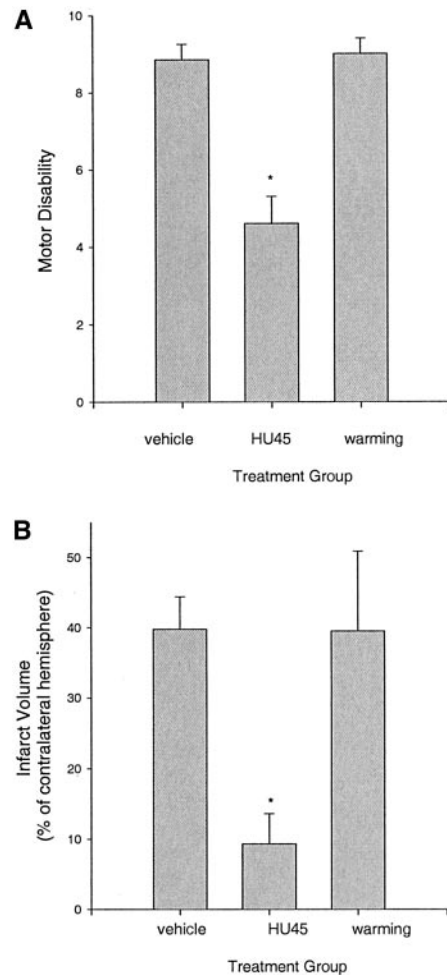 A
10
8
6
4
2
0
Motor Disability
*
vehicle HU45 warming
Treatment Group
B
50
40
30
20
10
0
Infarct Volume
(% of contralateral hemisphere)
*
vehicle HU45 warming
Treatment Group